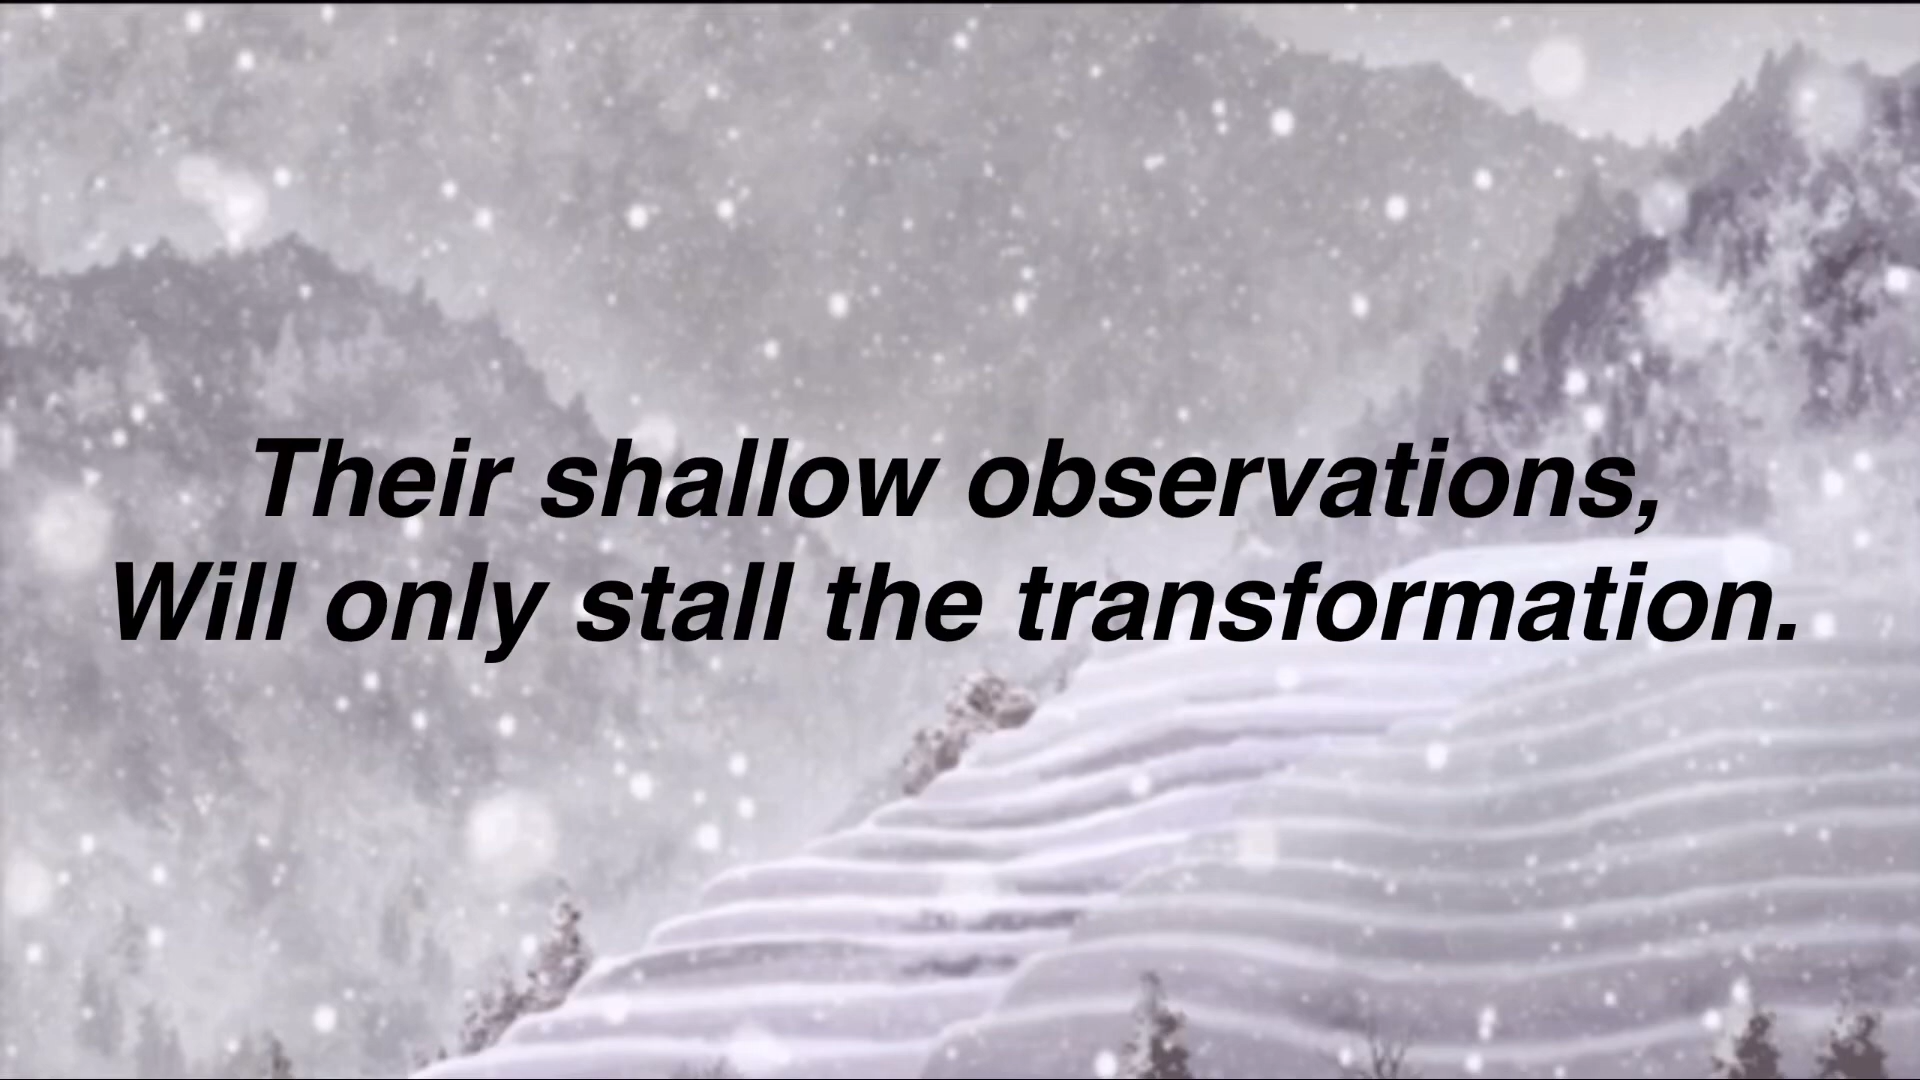 Their shallow observations,
Will only stall the transformation.